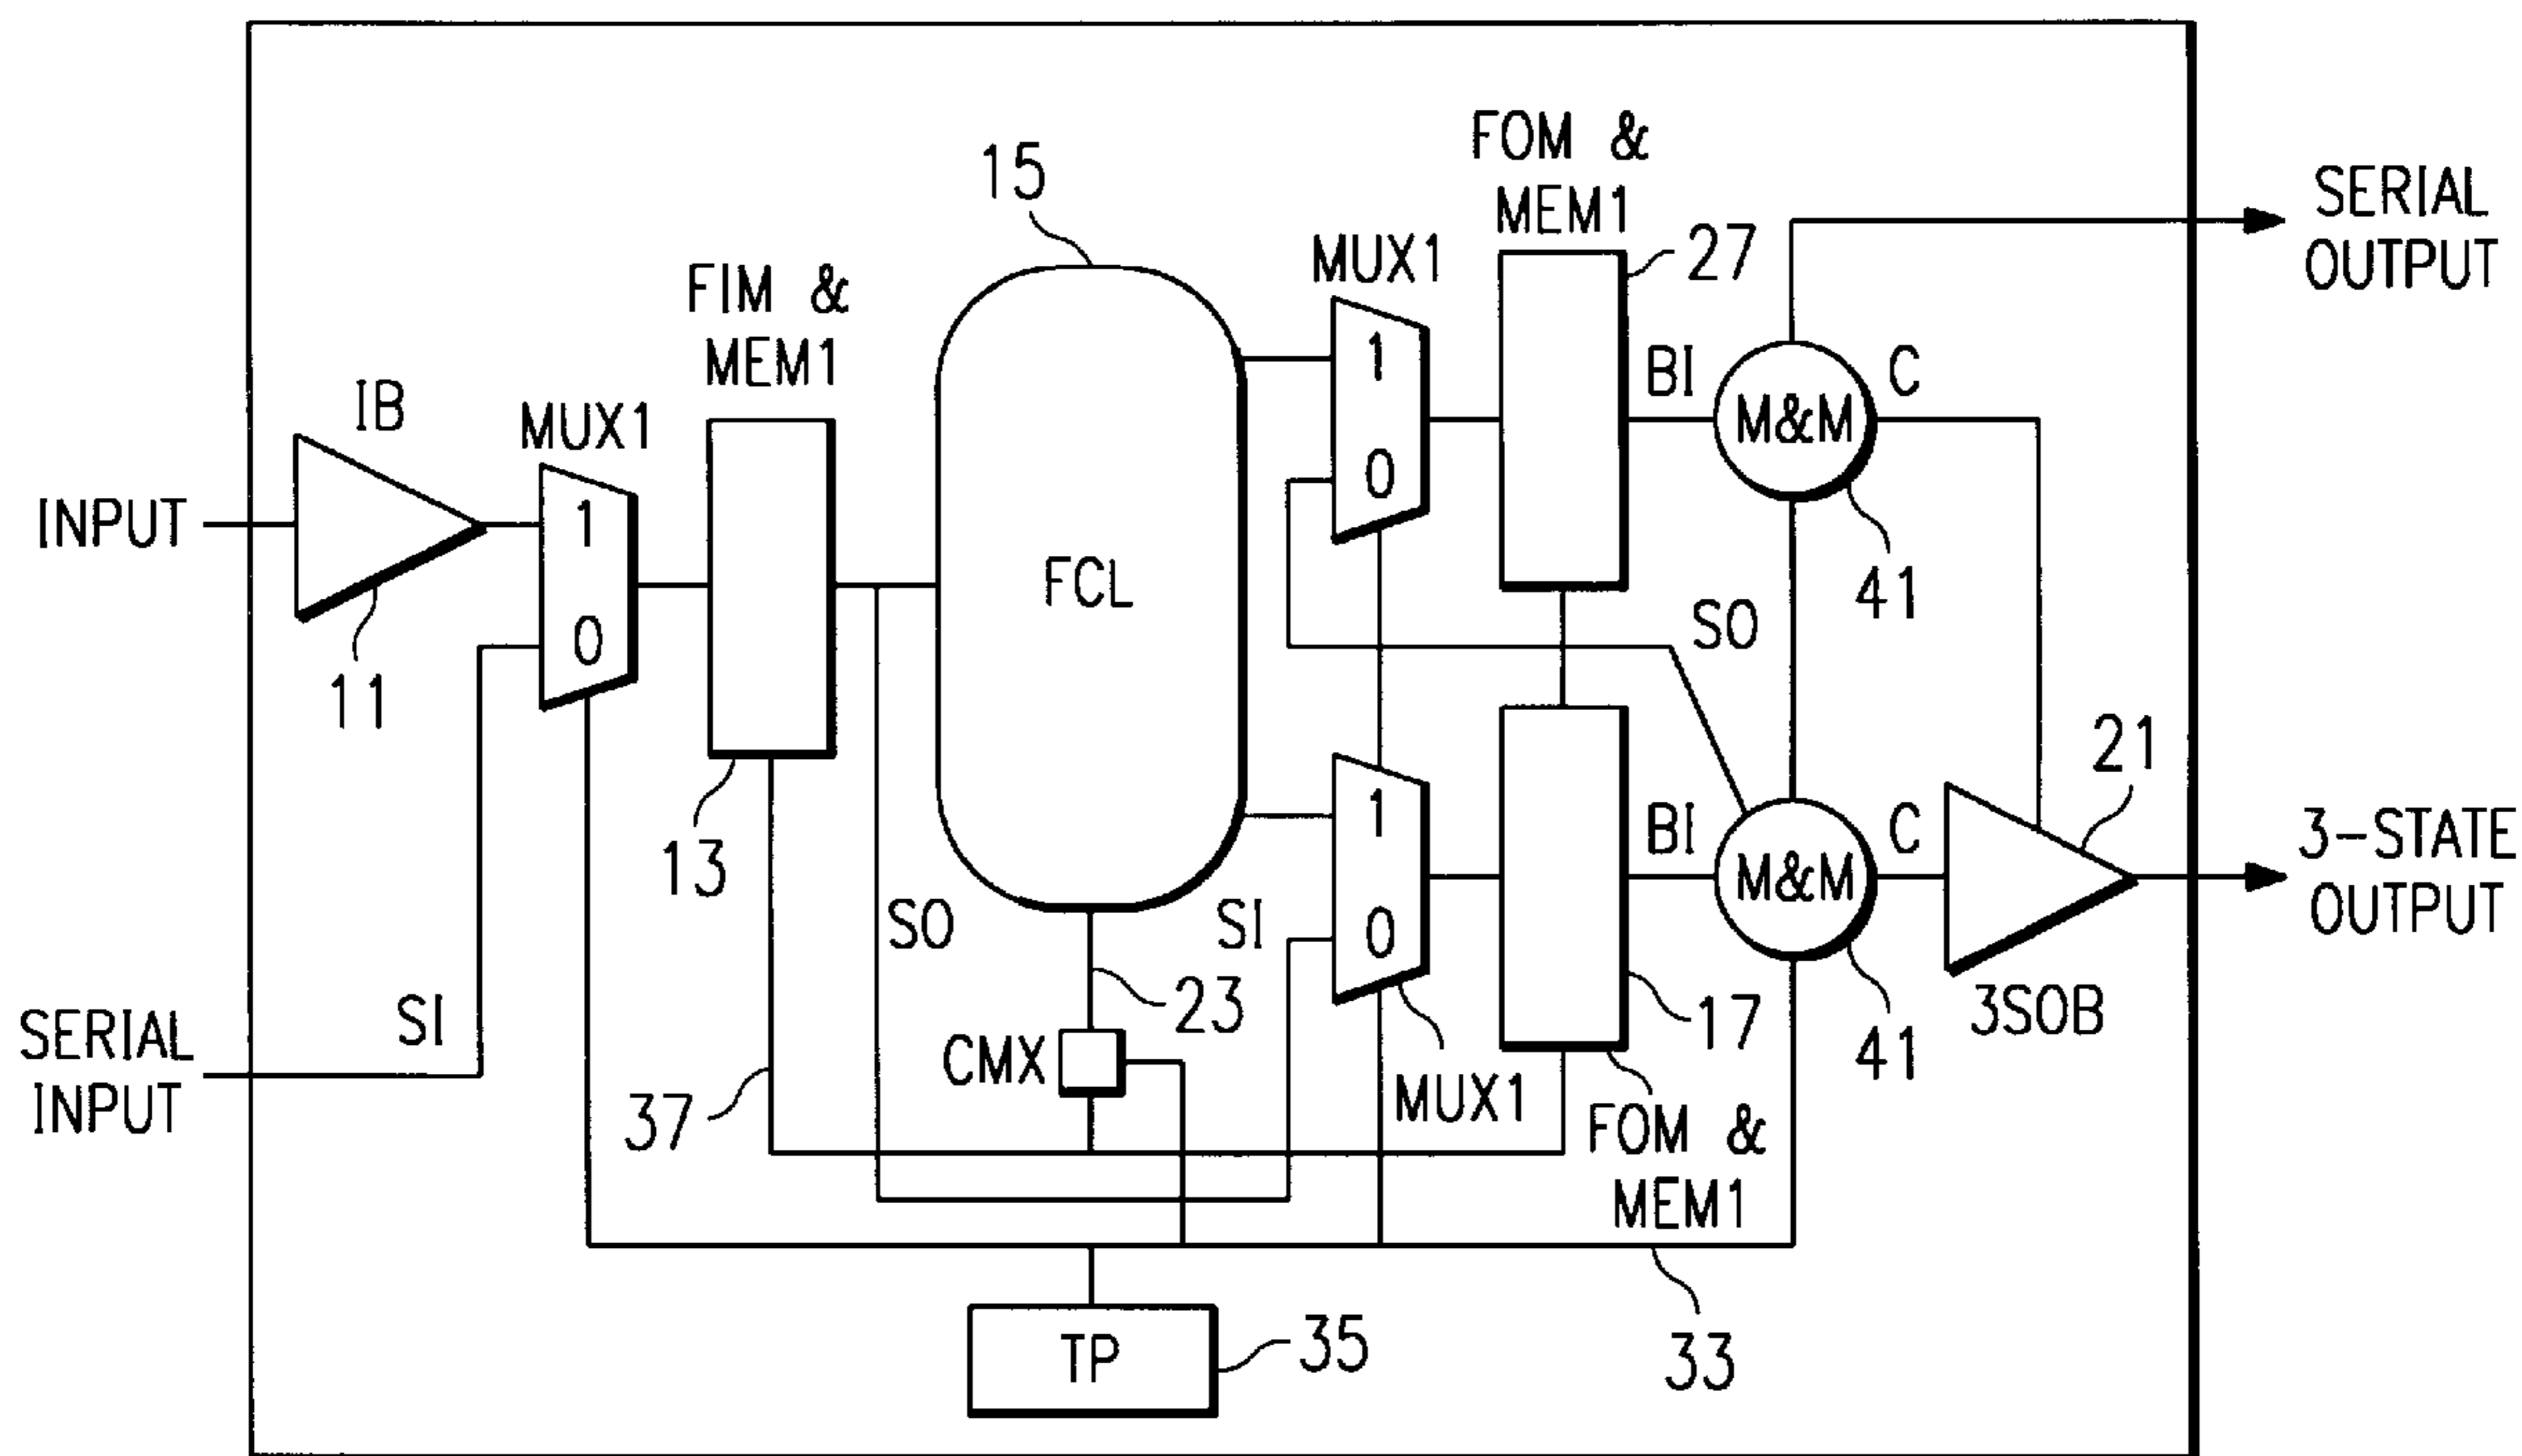 FOM &
MEM1
15
27
SERIAL
OUTPUT
MUX1
FIM &
MEM1
1
0
BI
M&M
C
IB
MUX1
INPUT
1
0
11
FCL
41
SO
13
SO
SI
1
0
BI
M&M
C
21
3-STATE
OUTPUT
3SOB
17
41
23
CMX
MUX1
FOM &
MEM1
SERIAL
INPUT
SI
37
TP
35
33